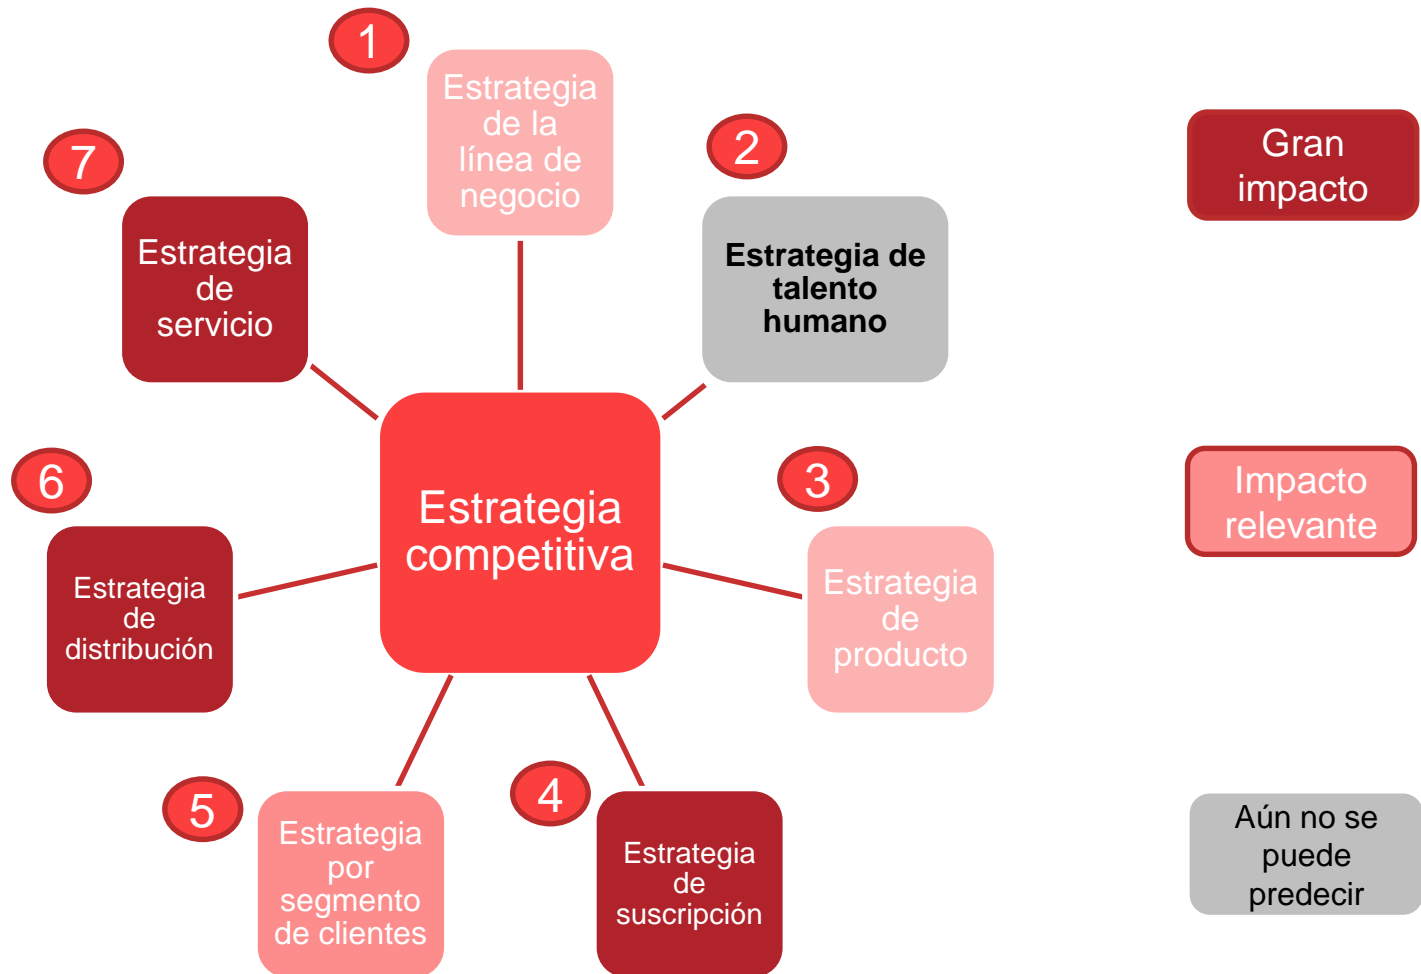 1
Estrategia
de la
línea de
negocio
2
Estrategia de
talento
humano
3
Estrategia
de
producto
4
Estrategia
de
suscripción
5
Estrategia
por
segmento
de clientes
6
Estrategia
de
distribución
7
Estrategia
de
servicio
Estrategia
competitiva
Gran
impacto
Impacto
relevante
Aún no se
puede
predecir